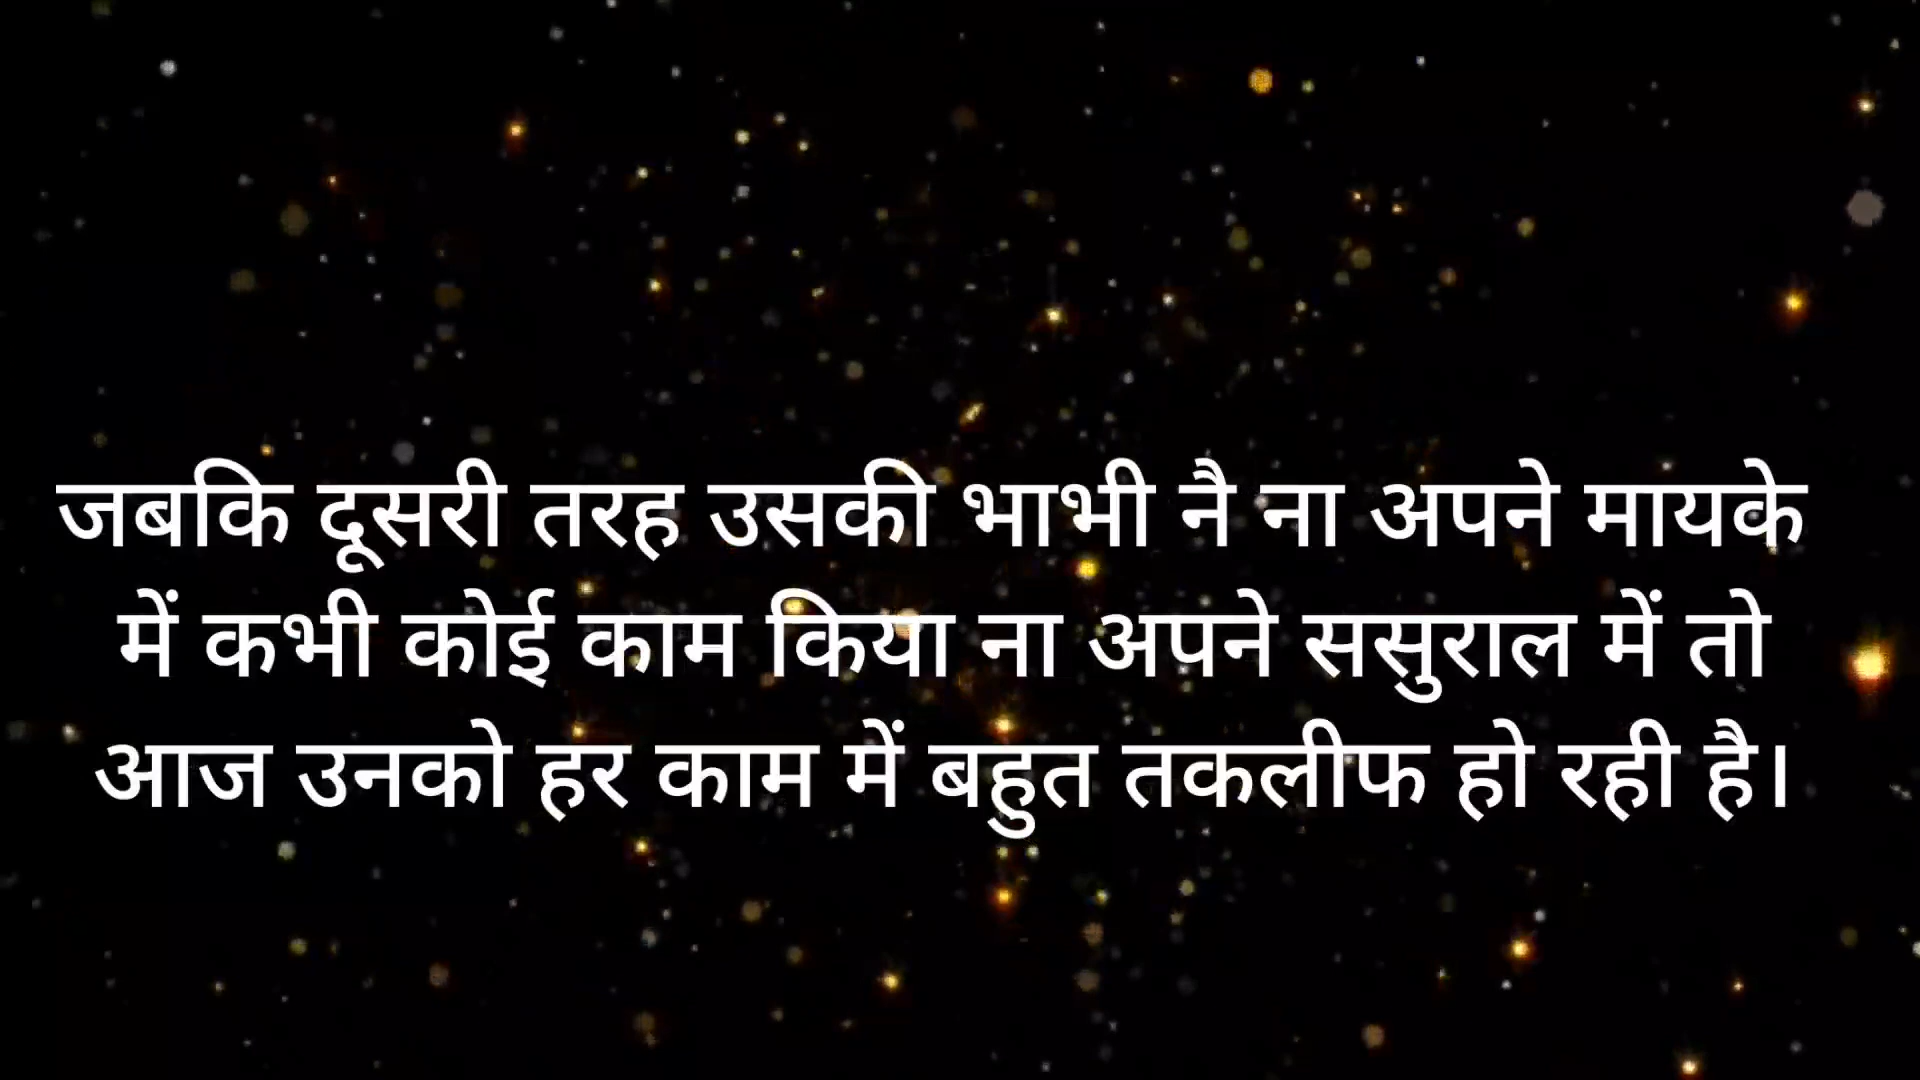 जबकि दूसरी तरह उसकी भाभी नै ना अपने मायके
में कभी कोई काम किया ना अपने ससुराल में तो
आज उनको हर काम में बहुत तकलीफ हो रही है।